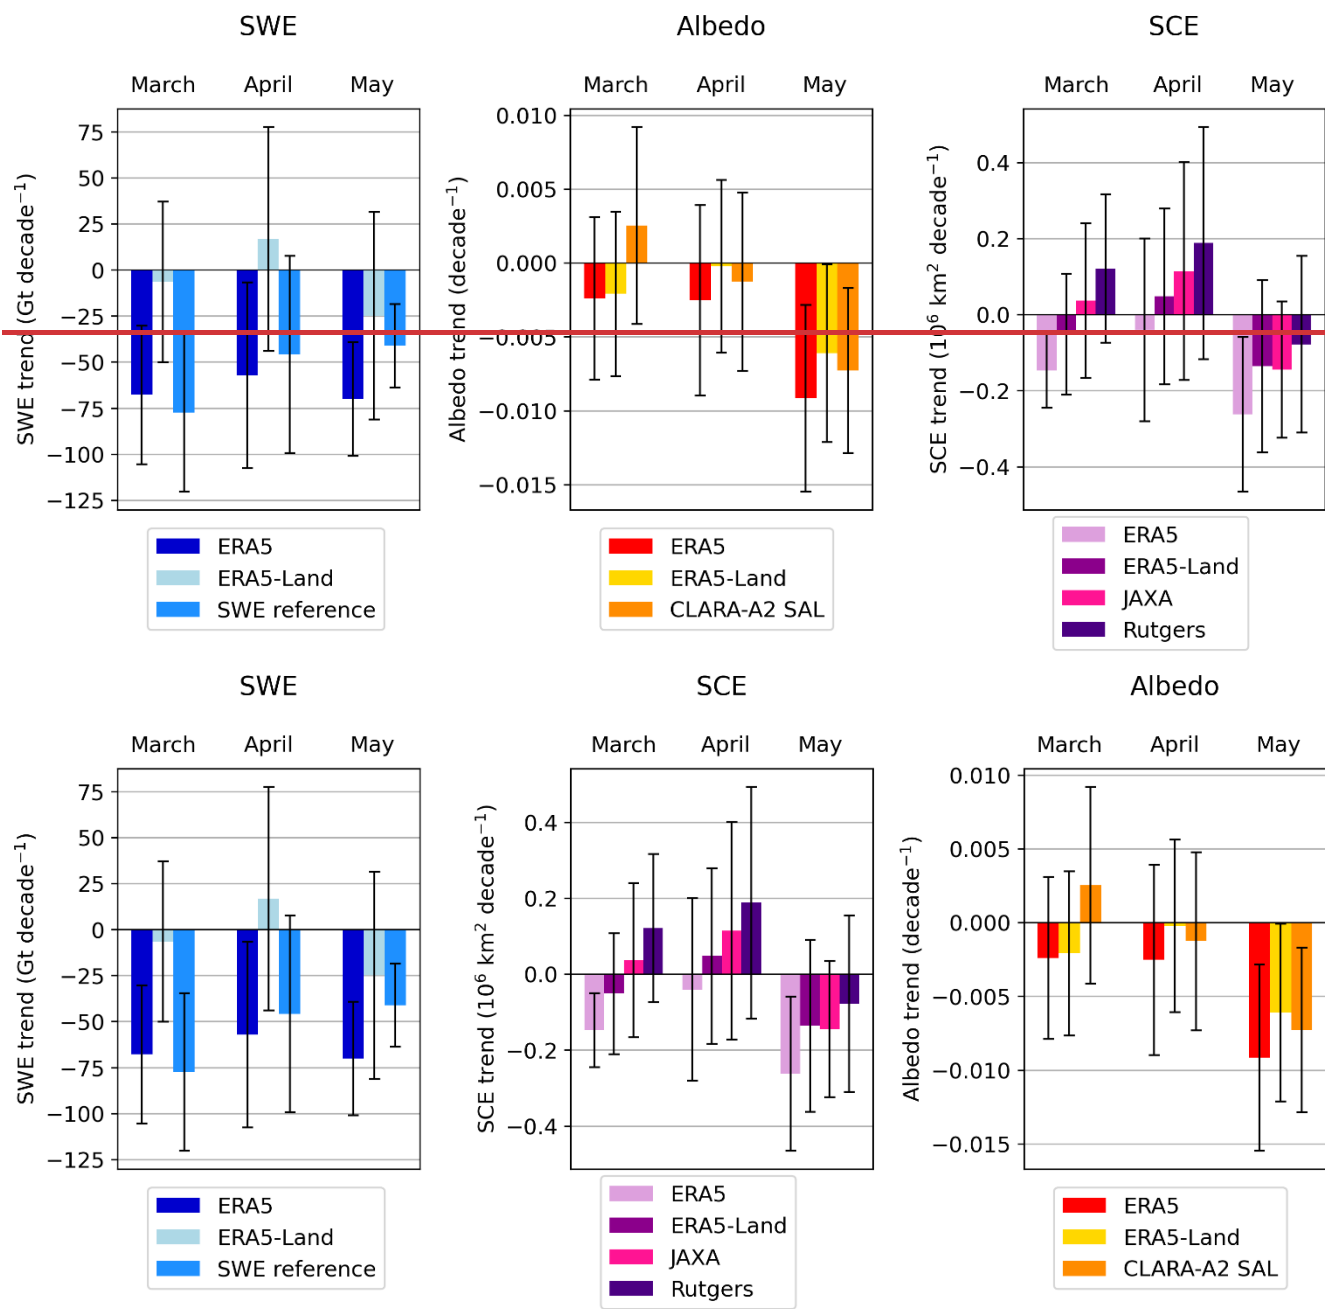 SWE
Albedo
SCE
March April May
March April May
March April May
SWE trend (Gt decade⁻¹)
75
50
25
0
−25
−50
−75
−100
−125
Albedo trend (decade⁻¹)
0.010
0.005
0.000
−0.005
−0.010
−0.015
SCE trend (10⁶ km² decade⁻¹)
0.4
0.2
0.0
−0.2
−0.4
ERA5
ERA5-Land
SWE reference
ERA5
ERA5-Land
CLARA-A2 SAL
ERA5
ERA5-Land
JAXA
Rutgers
SWE
SCE
Albedo
March April May
March April May
March April May
SWE trend (Gt decade⁻¹)
75
50
25
0
−25
−50
−75
−100
−125
SCE trend (10⁶ km² decade⁻¹)
0.4
0.2
0.0
−0.2
−0.4
Albedo trend (decade⁻¹)
0.010
0.005
0.000
−0.005
−0.010
−0.015
ERA5
ERA5-Land
SWE reference
ERA5
ERA5-Land
JAXA
Rutgers
ERA5
ERA5-Land
CLARA-A2 SAL